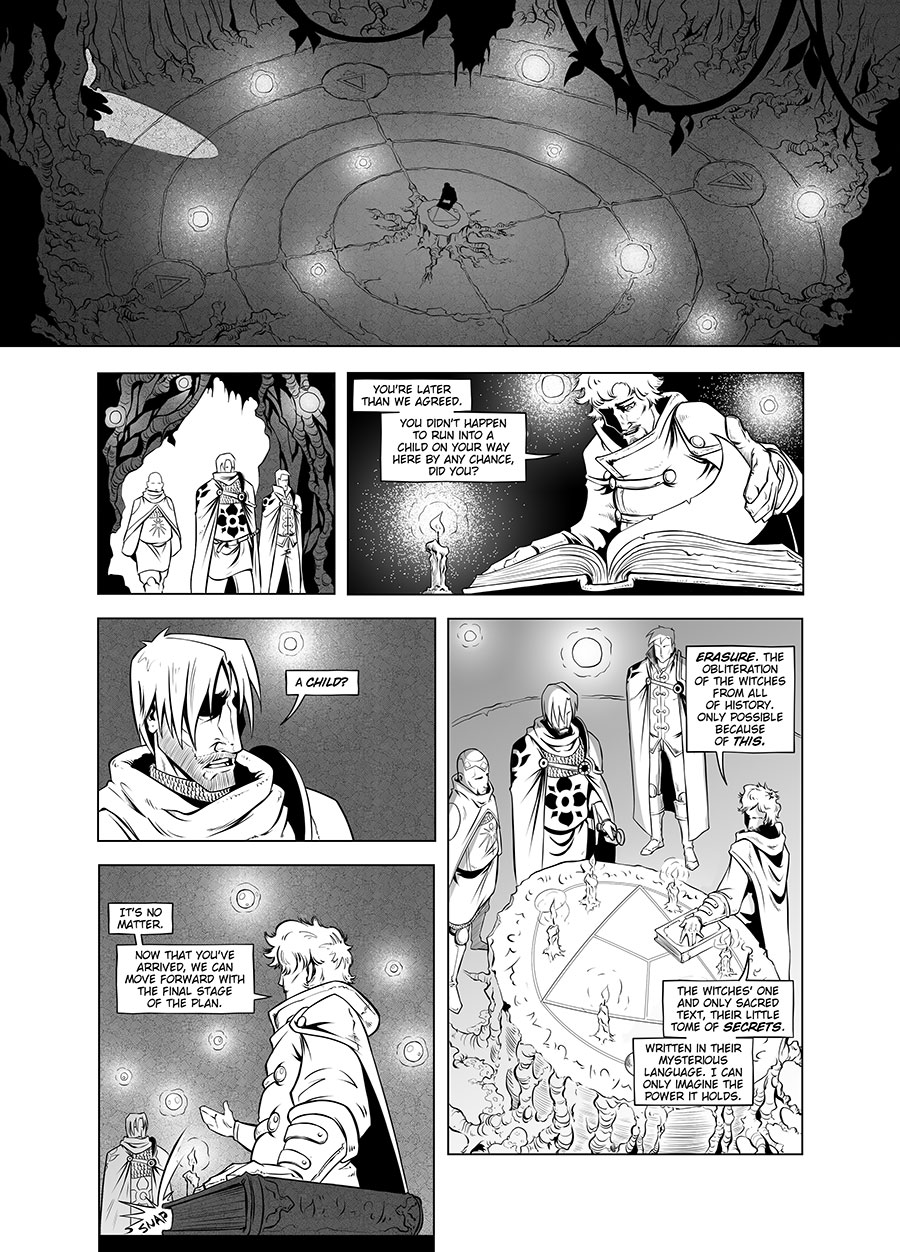 YOU'RE LATER
THAN WE AGREED.
YOU DIDN'T HAPPEN
TO RUN INTO A
CHILD ON YOUR WAY
HERE BY ANY CHANCE,
DID YOU?
A CHILD?
IT'S NO
MATTER.
NOW THAT YOU'VE
ARRIVED, WE CAN
MOVE FORWARD WITH
THE FINAL STAGE
OF THE PLAN.
SNAP
ERASURE. THE
OBLITERATION
OF THE WITCHES
FROM ALL
OF HISTORY.
ONLY POSSIBLE
BECAUSE
OF THIS.
THE WITCHES' ONE
AND ONLY SACRED
TEXT, THEIR LITTLE
TOME OF SECRETS.
WRITTEN IN THEIR
MYSTERIOUS
LANGUAGE. I CAN
ONLY IMAGINE THE
POWER IT HOLDS.